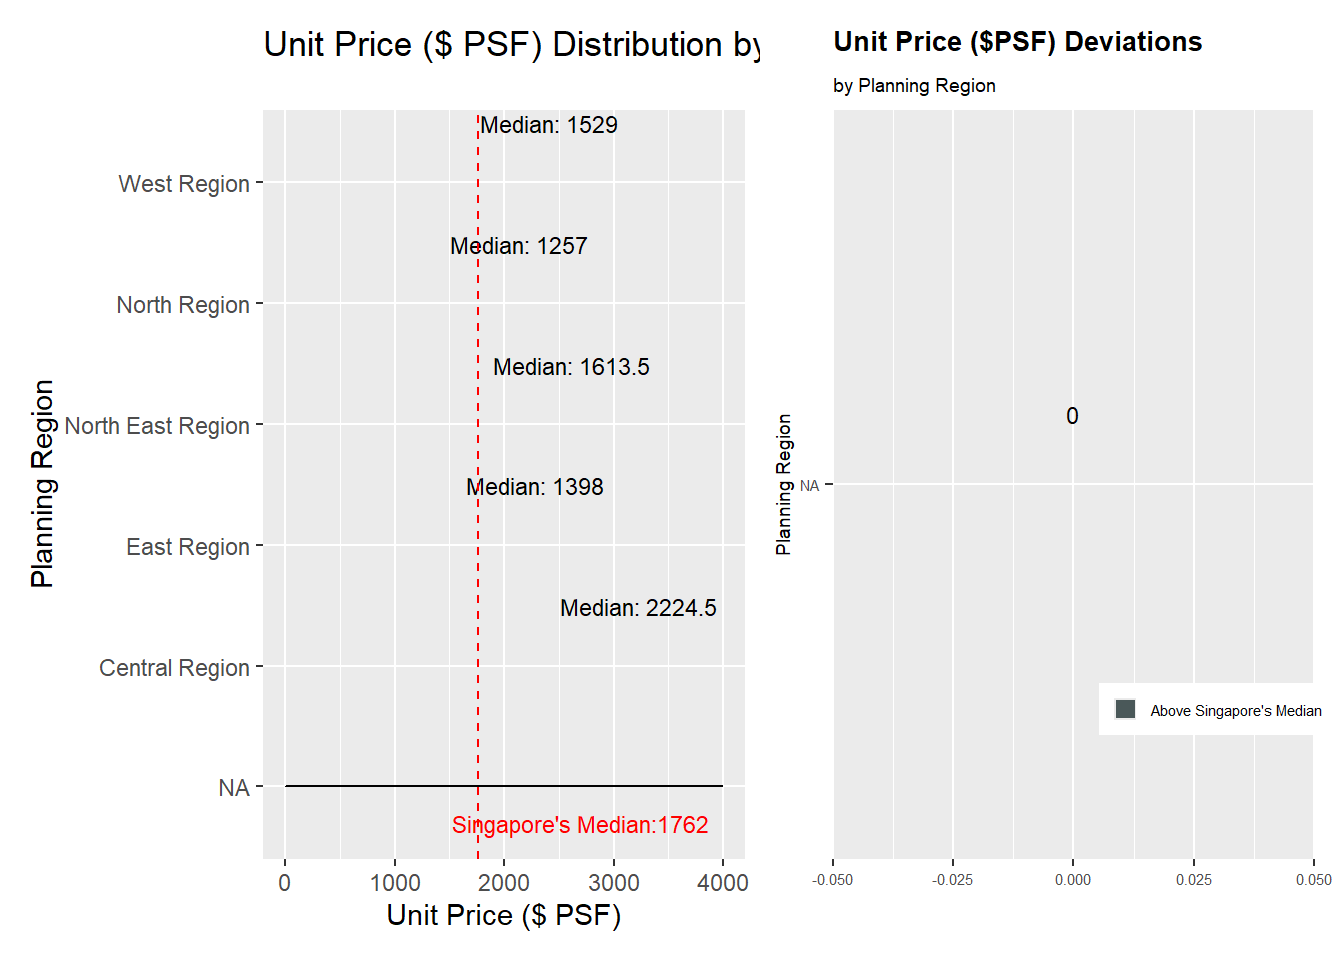 Unit Price ($ PSF) Distribution by
Median: 1529
West Region
Median: 1257
North Region
Median: 1613.5
North East Region
Median: 1398
East Region
Median: 2224.5
Central Region
NA
Singapore's Median:1762
Planning Region
0 1000 2000 3000 4000
Unit Price ($ PSF)
Unit Price ($PSF) Deviations
by Planning Region
0
NA
Planning Region
Above Singapore's Median
-0.050 -0.025 0.000 0.025 0.050